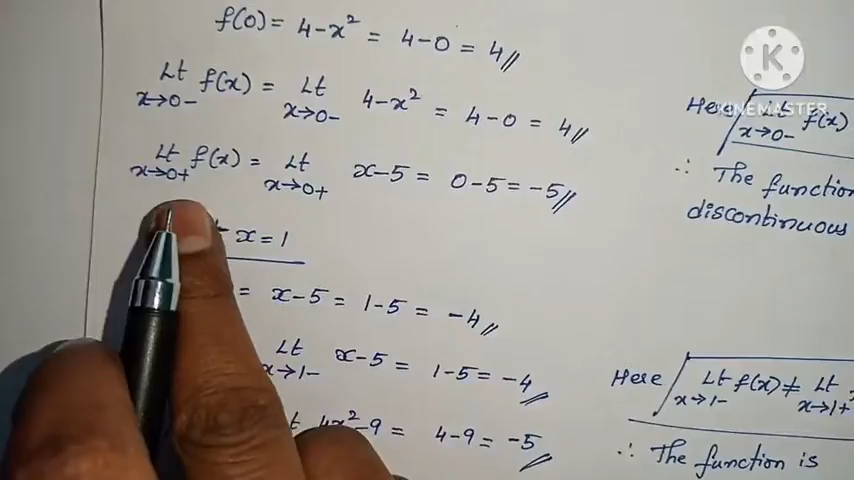 f(0) = 4-x² = 4-0 = 4//
Lt x→0- f(x) = Lt x→0- 4-x² = 4-0 = 4//
Lt x→0+ f(x) = Lt x→0+ x-5 = 0-5 = -5//
x=1
= x-5 = 1-5 = -4//
Lt x→1- x-5 = 1-5 = -4//
4x²-9 = 4-9 = -5//
Here Lt x→0- f(x)
∴ The function
discontinuous
Here Lt x→1- f(x) ≠ Lt x→1+
∴ The function is
K
KINEMASTER